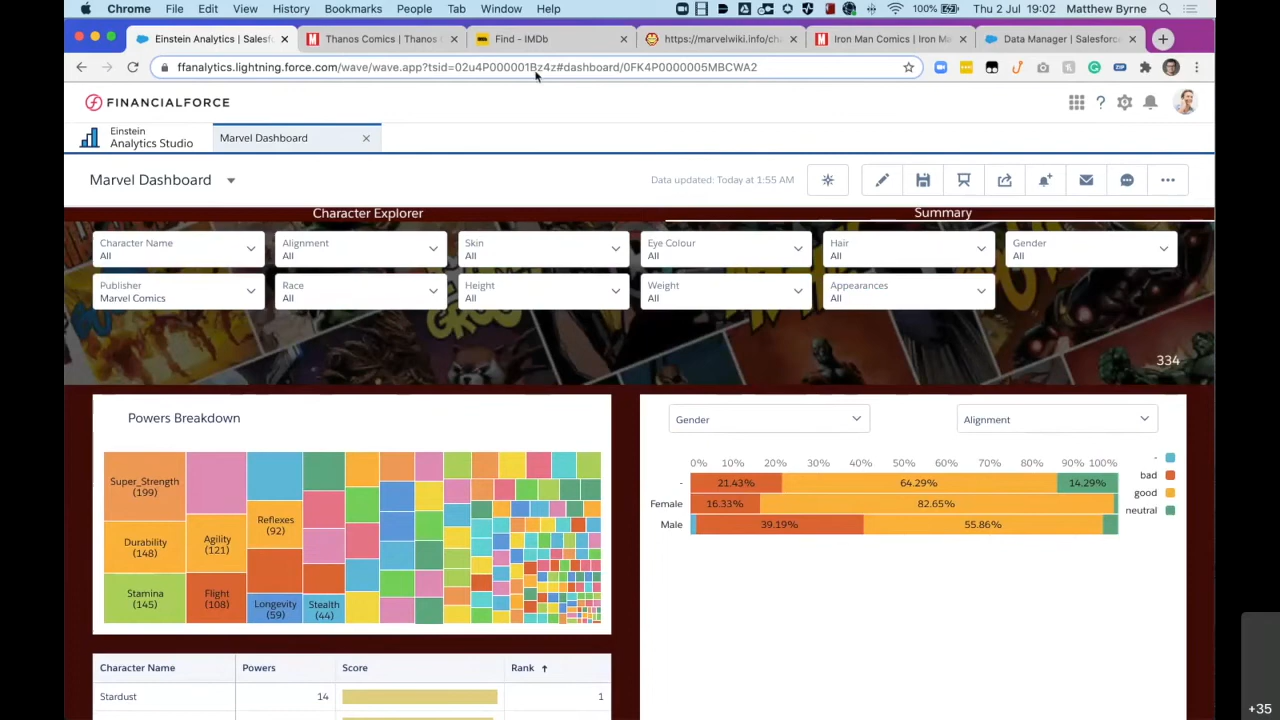 Chrome File Edit View History Bookmarks People Tab Window Help 100% Thu 2 Jul 19:02 Matthew Byrne
Einstein Analytics | Salesf Thanos Comics | Thanos Find - IMDb https://marvelwiki.info/cha Iron Man Comics | Iron Ma Data Manager | Salesforc
ffanalytics.lightning.force.com/wave/wave.app?tsid=02u4P000001Bz4z#dashboard/0FK4P0000005MBCWA2
FINANCIALFORCE
Einstein
Analytics Studio
Marvel Dashboard
Marvel Dashboard Data updated: Today at 1:55 AM
Character Explorer Summary
Character Name Alignment Skin Eye Colour Hair Gender
All All All All All All
Publisher Race Height Weight Appearances
Marvel Comics All All All All
334
Powers Breakdown
Super_Strength
(199)
Durability
(148)
Stamina
(145)
Agility
(121)
Flight
(108)
Reflexes
(92)
Longevity
(59)
Stealth
(44)
Gender Alignment
0% 10% 20% 30% 40% 50% 60% 70% 80% 90% 100%
- 21.43% 64.29% 14.29%
Female 16.33% 82.65%
Male 39.19% 55.86%
-
bad
good
neutral
Character Name Powers Score Rank
Stardust 14 1
+35